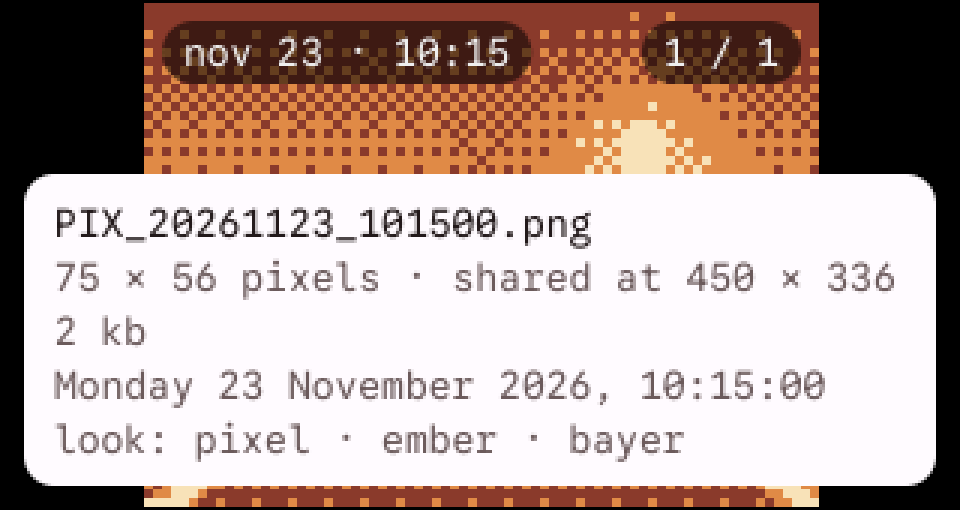 nov 23 · 10:15
1 / 1
PIX_20261123_101500.png
75 × 56 pixels · shared at 450 × 336
2 kb
Monday 23 November 2026, 10:15:00
look: pixel · ember · bayer